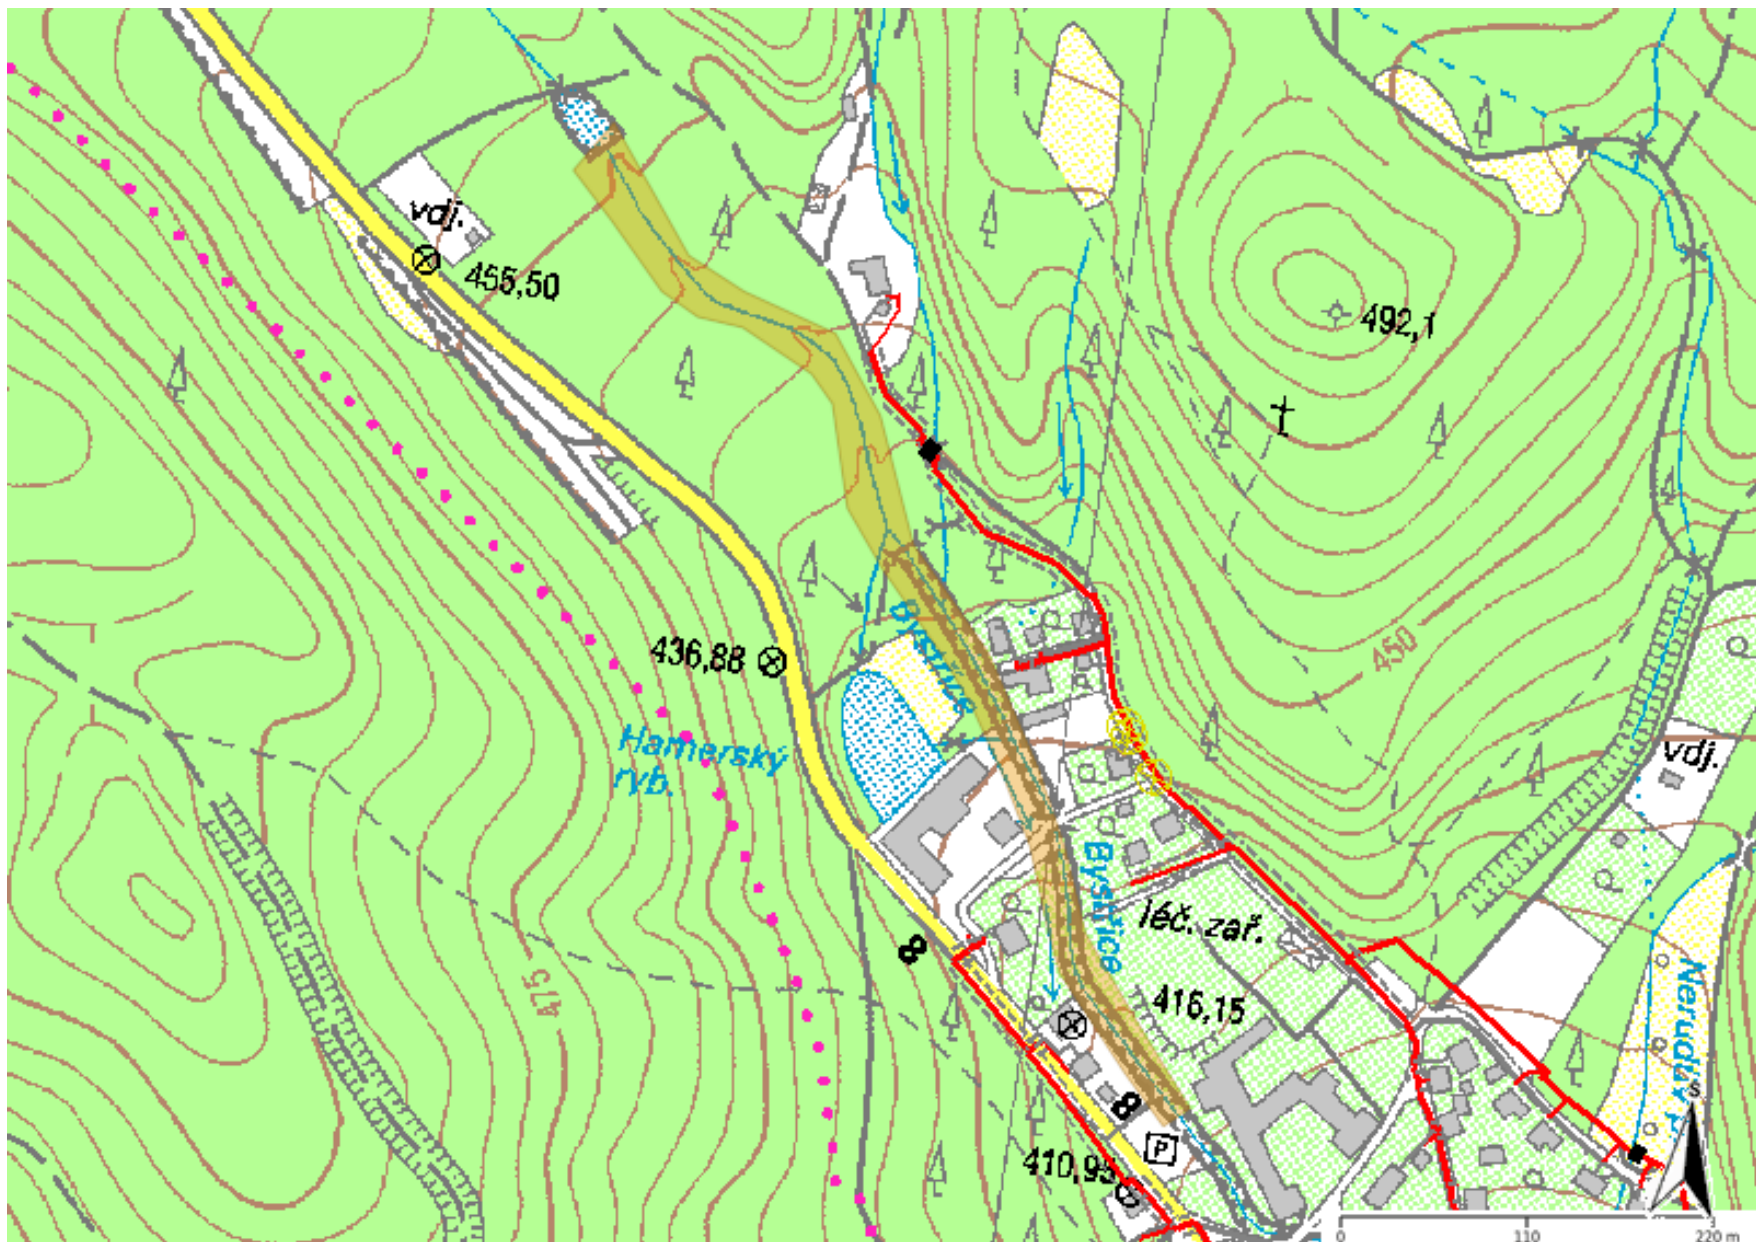 vdj.
455,50
492,1
Bystřice
436,88
450
Hamerský
ryb.
vdj.
Bystřice
léč. zař.
8
475
416,15
Nerudův p.
S
8
P
410,95
0 110 220 m